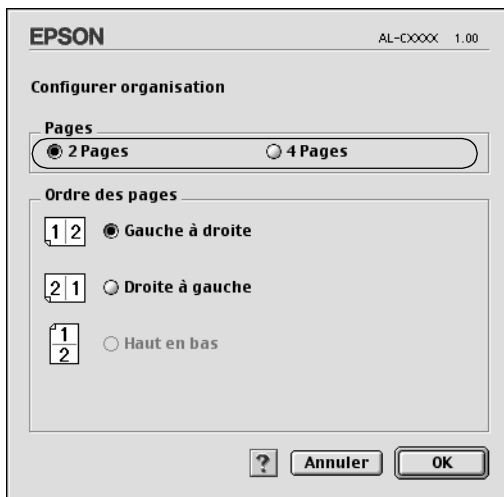 EPSON AL-CXXXX 1.00
Configurer organisation
Pages
2 Pages 4 Pages
Ordre des pages
1 2 Gauche à droite
2 1 Droite à gauche
1
2 Haut en bas
? Annuler OK